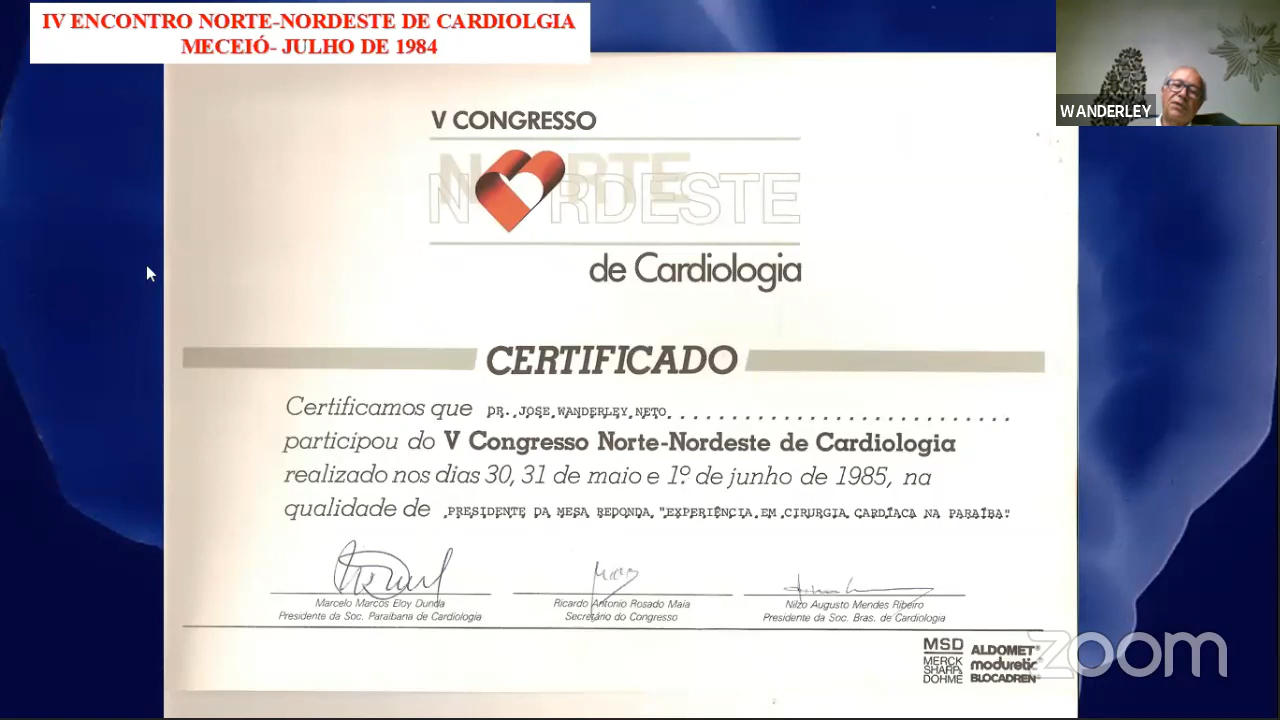 IV ENCONTRO NORTE-NORDESTE DE CARDIOLGIA
MECEIÓ- JULHO DE 1984
WANDERLEY
V CONGRESSO
NORTE
NORDESTE
de Cardiologia
CERTIFICADO
Certificamos que DR. JOSE WANDERLEY NETO
participou do V Congresso Norte-Nordeste de Cardiologia
realizado nos dias 30, 31 de maio e 1º de junho de 1985, na
qualidade de PRESIDENTE DA MESA REDONDA "EXPERIÊNCIA EM CIRURGIA CARDÍACA NA PARAÍBA"
Marcelo Marcos Eloy Dunda
Presidente da Soc. Paraibana de Cardiologia
Ricardo Antonio Rosado Maia
Secretário do Congresso
Nilzo Augusto Mendes Ribeiro
Presidente da Soc. Bras. de Cardiologia
MSD
MERCK
SHARP&
DOHME
ALDOMET®
moduretic®
BLOCADREN®
zoom